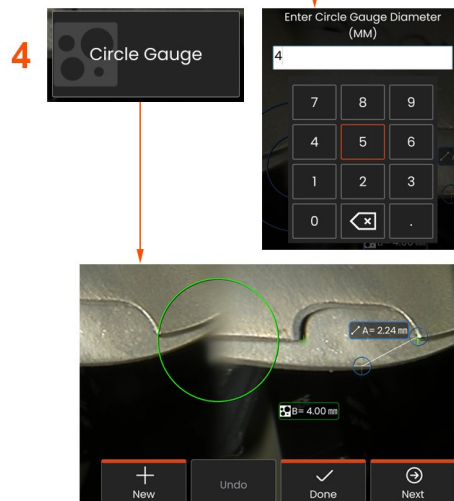 4
Circle Gauge
Enter Circle Gauge Diameter
(MM)
4
7 8 9
4 5 6
1 2 3
0 .
A= 2.24 mm
B= 4.00 mm
New
Undo
Done
Next